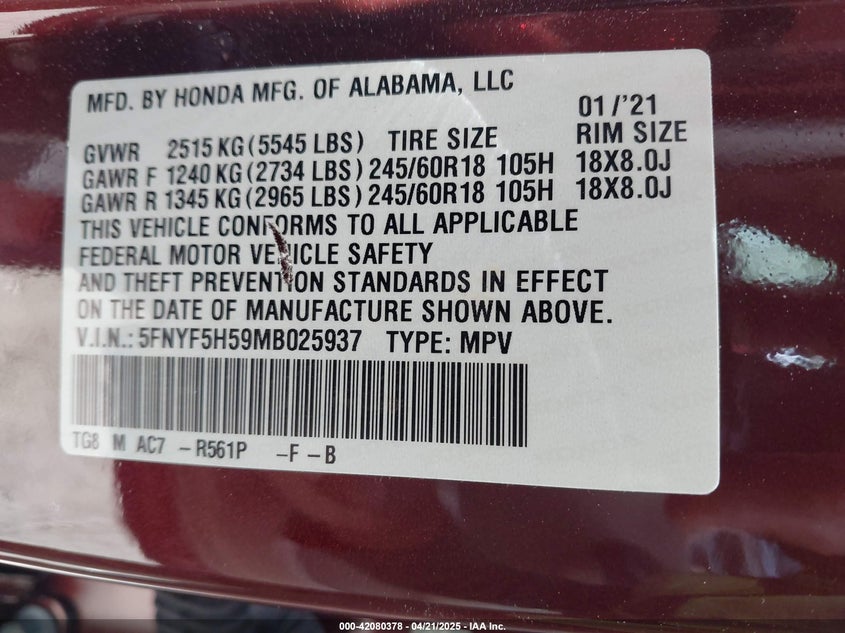 MFD. BY HONDA MFG. OF ALABAMA, LLC
01/'21
GVWR 2515 KG (5545 LBS) TIRE SIZE RIM SIZE
GAWR F 1240 KG (2734 LBS) 245/60R18 105H 18X8.0J
GAWR R 1345 KG (2965 LBS) 245/60R18 105H 18X8.0J
THIS VEHICLE CONFORMS TO ALL APPLICABLE
FEDERAL MOTOR VEHICLE SAFETY
AND THEFT PREVENTION STANDARDS IN EFFECT
ON THE DATE OF MANUFACTURE SHOWN ABOVE.
V.I.N.: 5FNYF5H59MB025937 TYPE: MPV
TG8 M AC7 -R561P -F -B
000-42080378 - 04/21/2025 - IAA Inc.